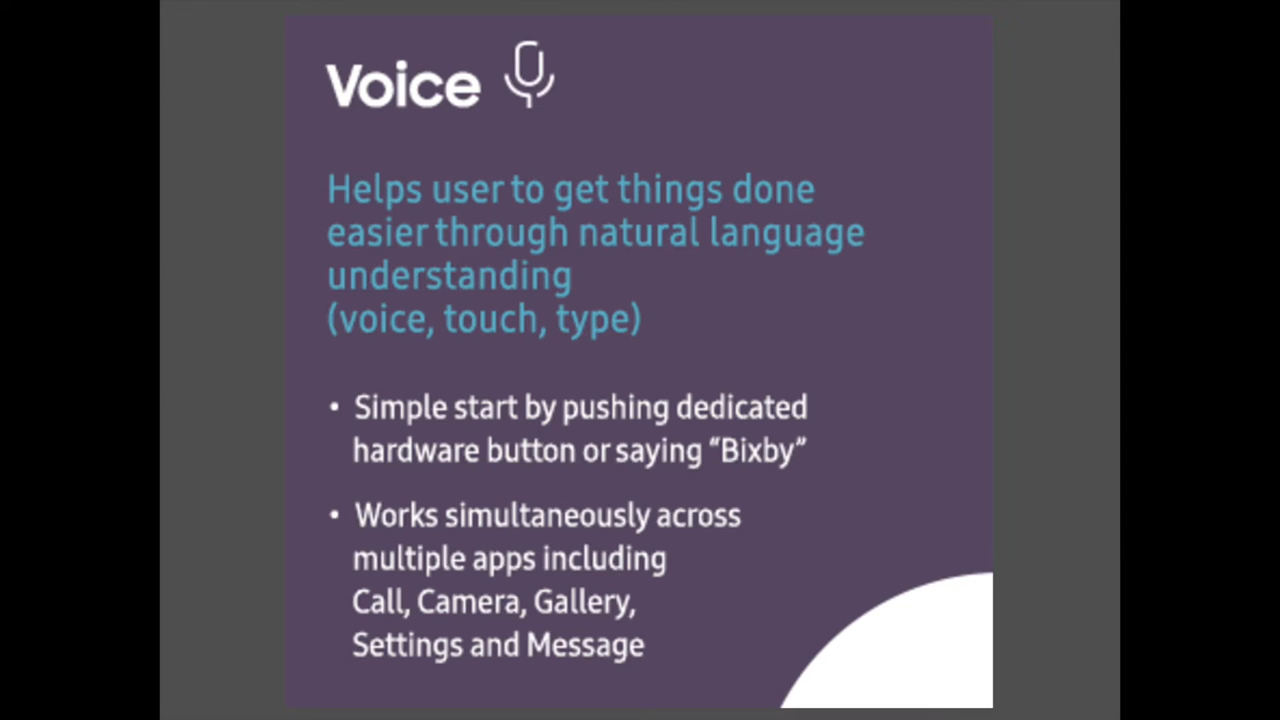 Voice
Helps user to get things done
easier through natural language
understanding
(voice, touch, type)
• Simple start by pushing dedicated
hardware button or saying “Bixby”
• Works simultaneously across
multiple apps including
Call, Camera, Gallery,
Settings and Message